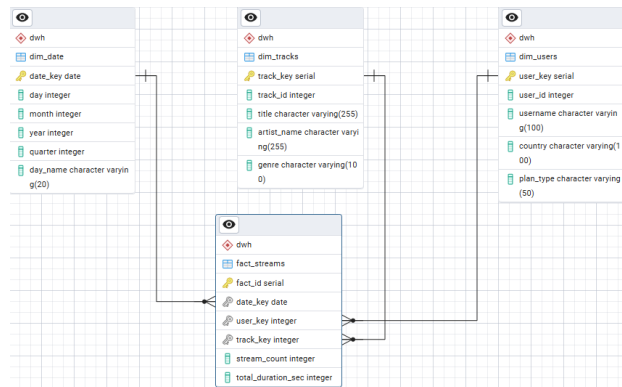 dwh
dim_date
date_key date
day integer
month integer
year integer
quarter integer
day_name character varyin
g(20)
dwh
dim_tracks
track_key serial
track_id integer
title character varying(255)
artist_name character varyi
ng(255)
genre character varying(10
0)
dwh
dim_users
user_key serial
user_id integer
username character varyin
g(100)
country character varying(1
00)
plan_type character varying
(50)
dwh
fact_streams
fact_id serial
date_key date
user_key integer
track_key integer
stream_count integer
total_duration_sec integer